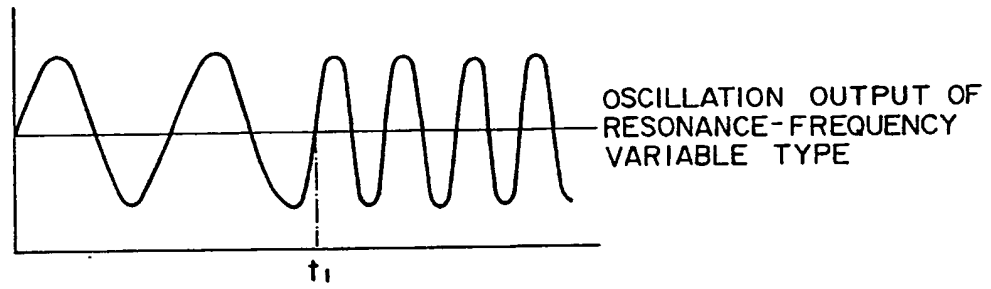 OSCILLATION OUTPUT OF
RESONANCE-FREQUENCY
VARIABLE TYPE
t₁